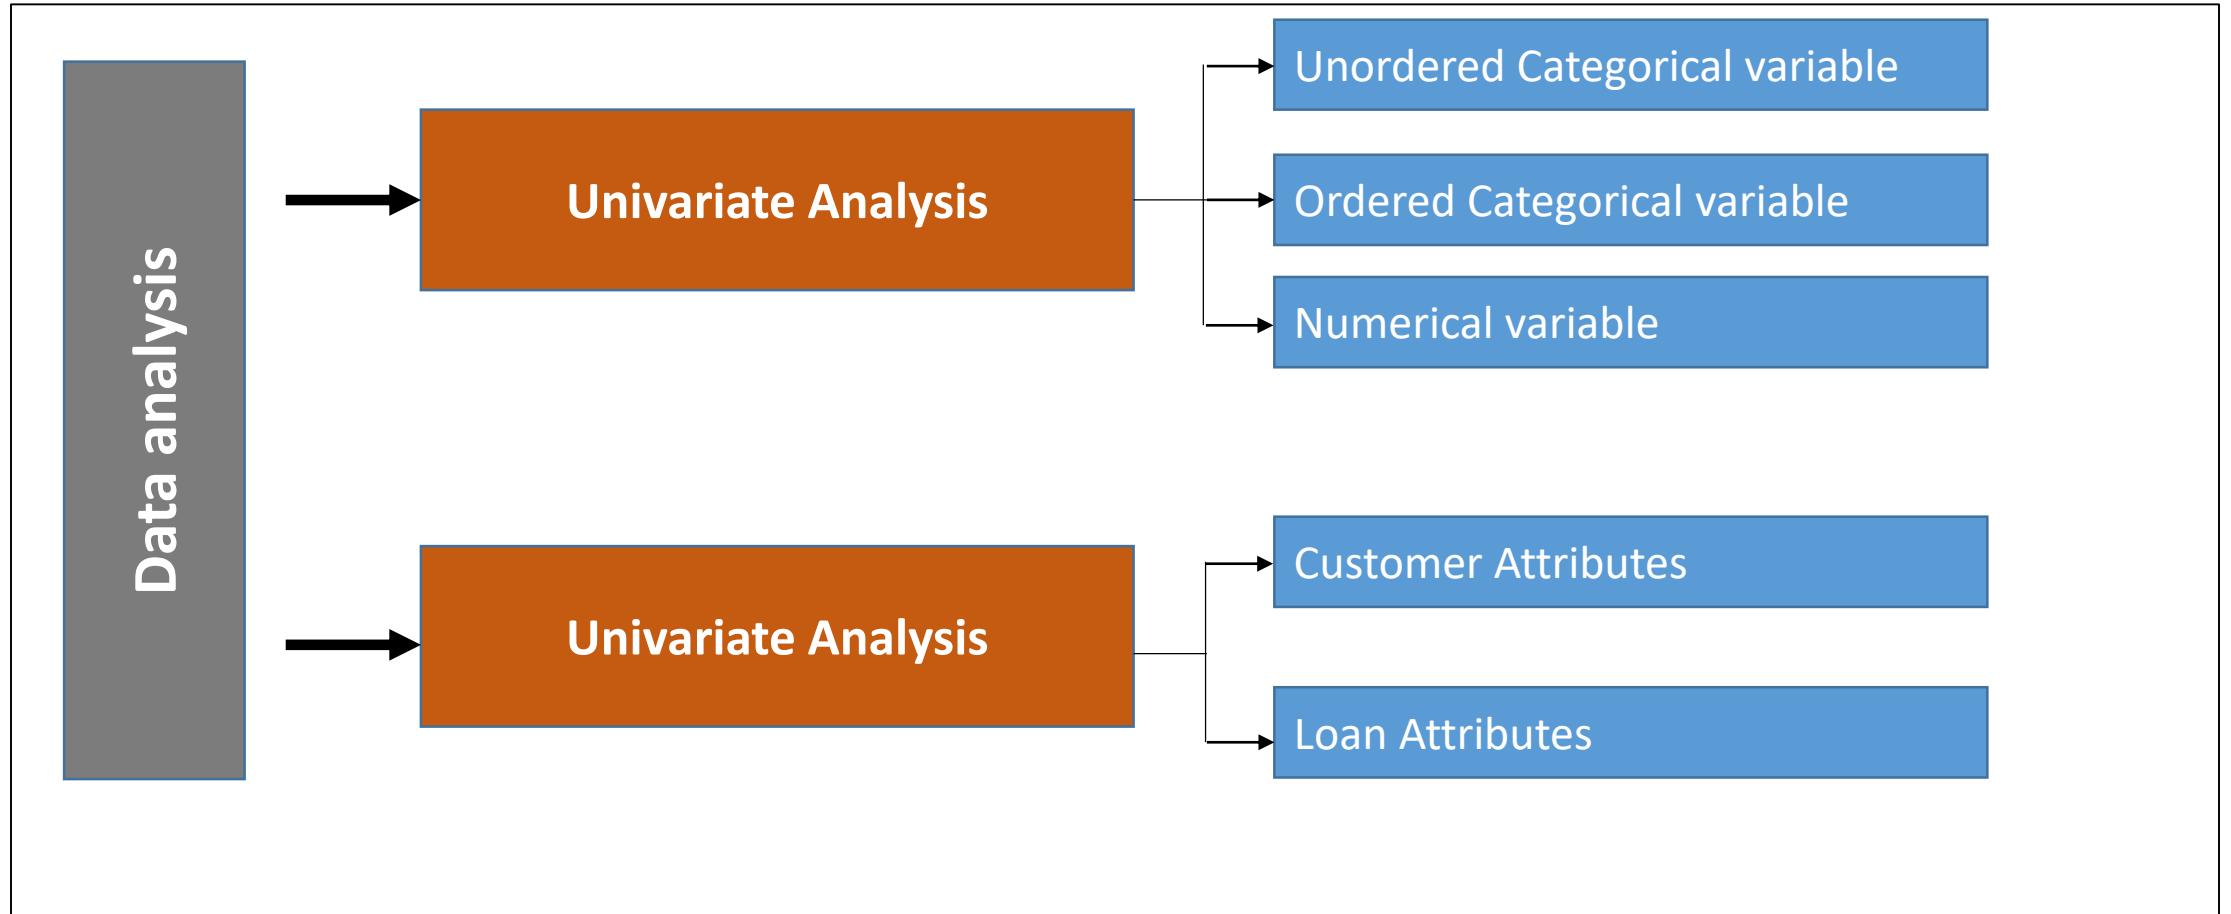 Data analysis
Univariate Analysis
Unordered Categorical variable
Ordered Categorical variable
Numerical variable
Univariate Analysis
Customer Attributes
Loan Attributes